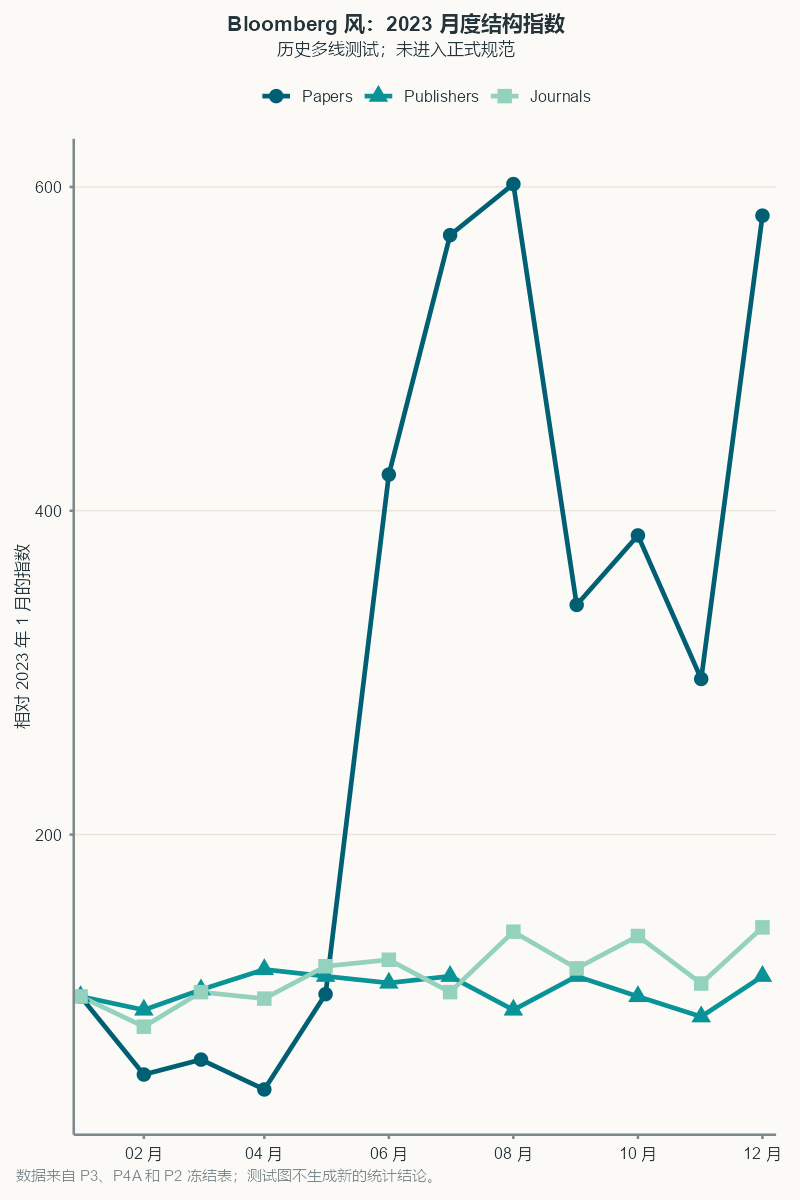 Bloomberg 风：2023 月度结构指数
历史多线测试；未进入正式规范
Papers Publishers Journals
相对 2023 年 1 月的指数
600
400
200
02 月 04 月 06 月 08 月 10 月 12 月
数据来自 P3、P4A 和 P2 冻结表；测试图不生成新的统计结论。